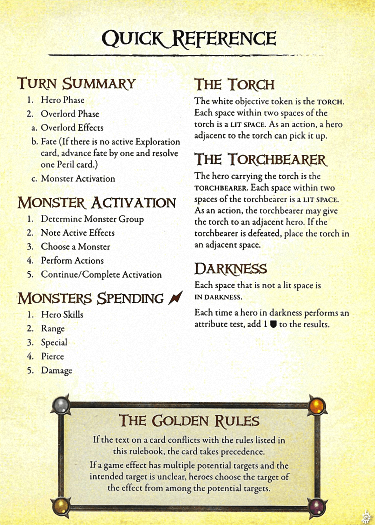 Quick Reference
Turn Summary
1. Hero Phase
2. Overlord Phase
a. Overlord Effects
b. Fate (If there is no active Exploration
card, advance fate by one and resolve
one Peril card.)
c. Monster Activation
Monster Activation
1. Determine Monster Group
2. Note Active Effects
3. Choose a Monster
4. Perform Actions
5. Continue/Complete Activation
Monsters Spending
1. Hero Skills
2. Range
3. Special
4. Pierce
5. Damage
The Torch
The white objective token is the torch.
Each space within two spaces of the
torch is a lit space. As an action, a hero
adjacent to the torch can pick it up.
The Torchbearer
The hero carrying the torch is the
torchbearer. Each space within two
spaces of the torchbearer is a lit space.
As an action, the torchbearer may give
the torch to an adjacent hero. If the
torchbearer is defeated, place the torch in
an adjacent space.
Darkness
Each space that is not a lit space is
in darkness.
Each time a hero in darkness performs an
attribute test, add 1 to the results.
The Golden Rules
If the text on a card conflicts with the rules listed in
this rulebook, the card takes precedence.
If a game effect has multiple potential targets and the
intended target is unclear, heroes choose the target of
the effect from among the potential targets.